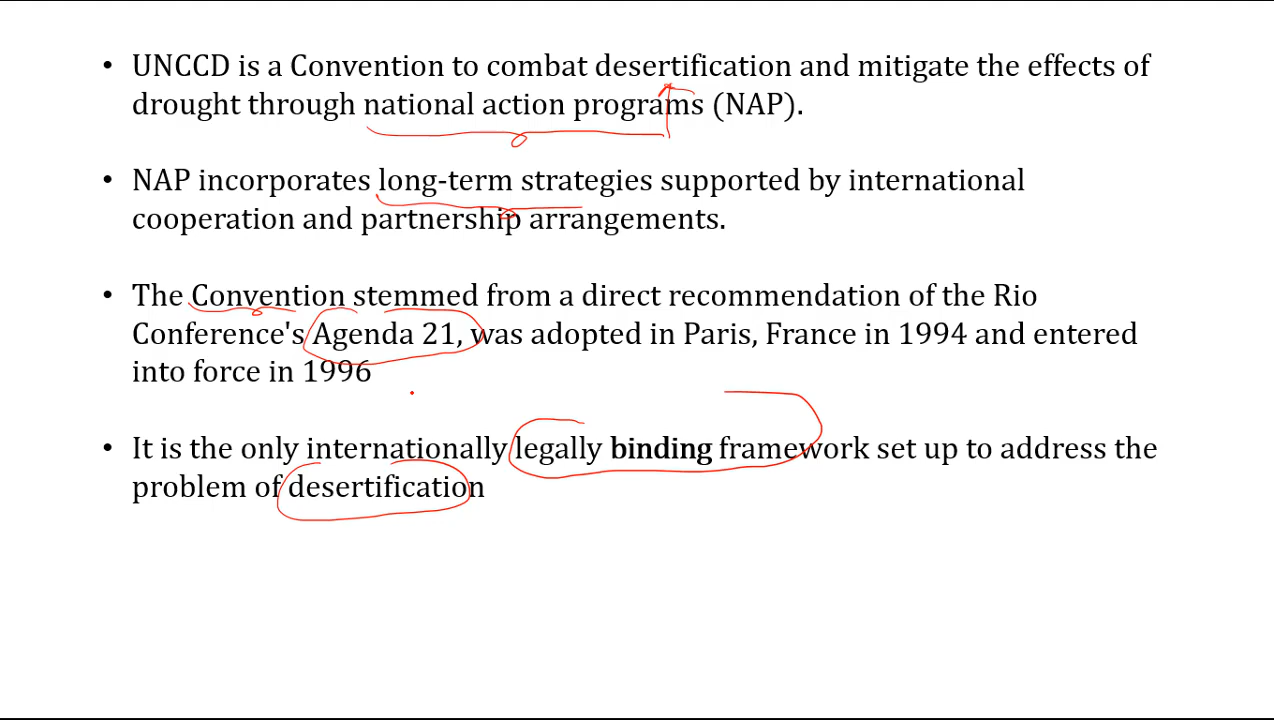 • UNCCD is a Convention to combat desertification and mitigate the effects of
drought through national action programs (NAP).
• NAP incorporates long-term strategies supported by international
cooperation and partnership arrangements.
• The Convention stemmed from a direct recommendation of the Rio
Conference's Agenda 21, was adopted in Paris, France in 1994 and entered
into force in 1996
• It is the only internationally legally binding framework set up to address the
problem of desertification